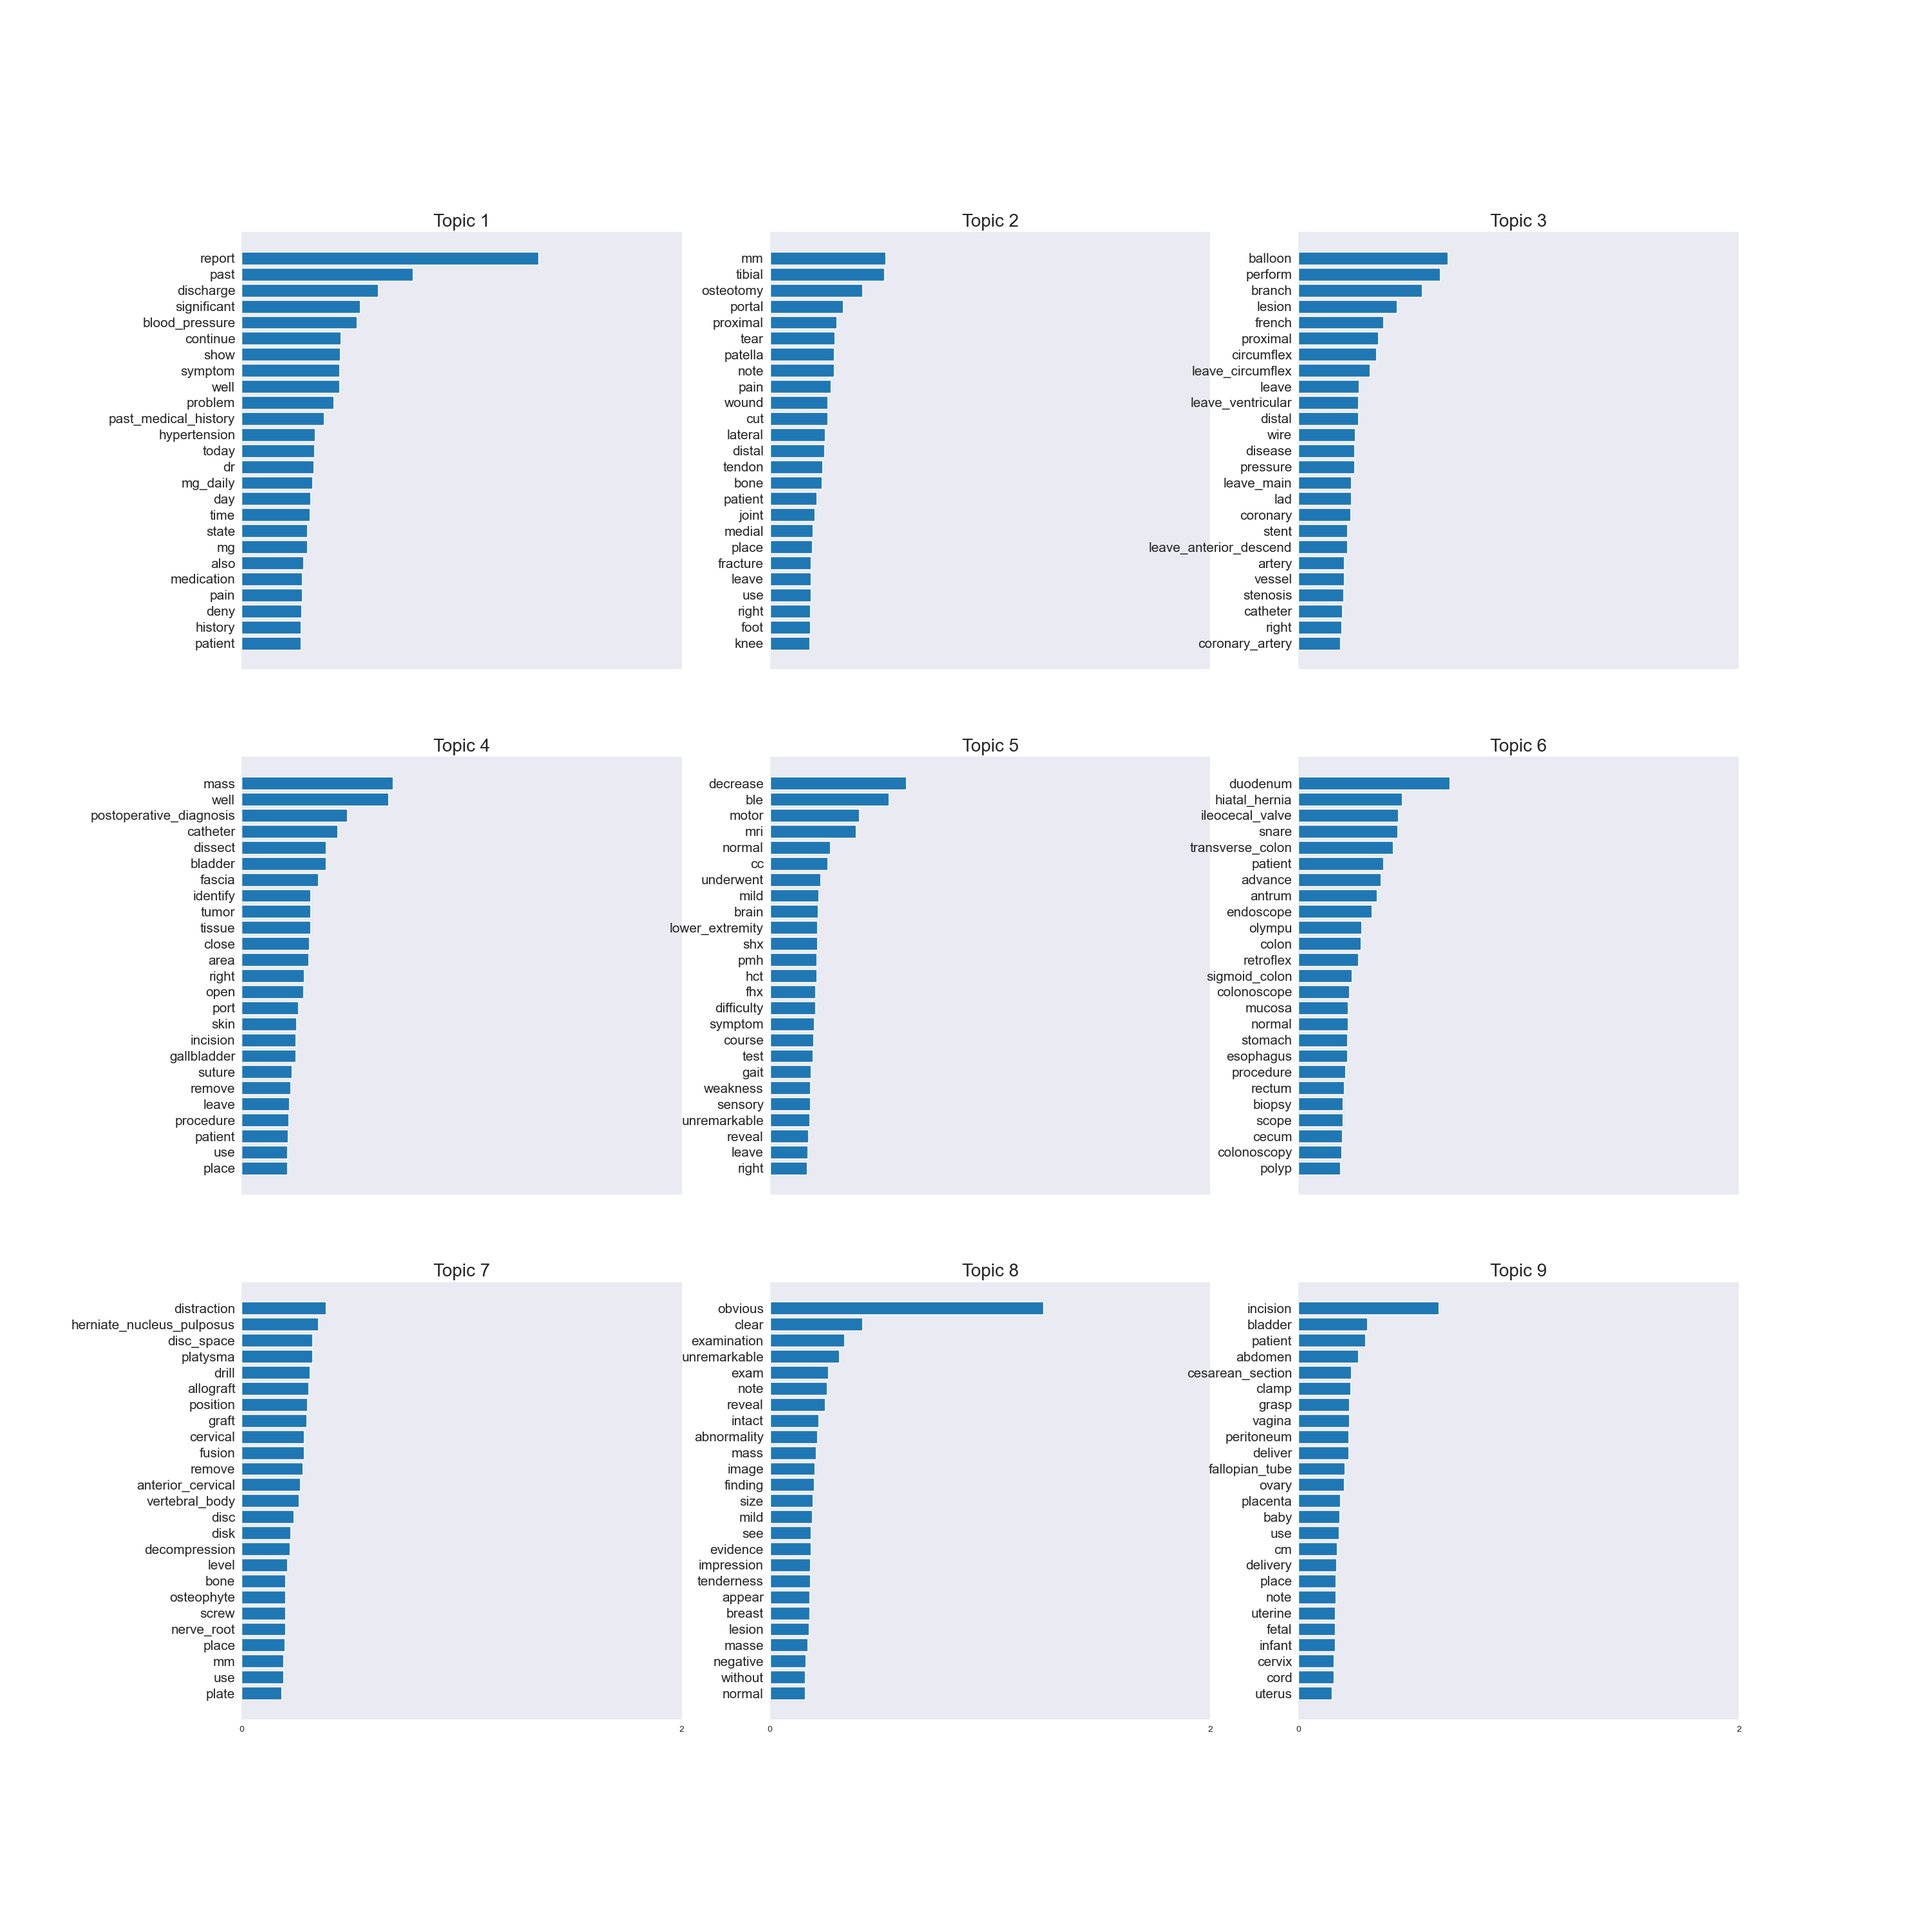 Topic 1
report
past
discharge
significant
blood_pressure
continue
show
symptom
well
problem
past_medical_history
hypertension
today
dr
mg_daily
day
time
state
mg
also
medication
pain
deny
history
patient
Topic 2
mm
tibial
osteotomy
portal
proximal
tear
patella
note
pain
wound
cut
lateral
distal
tendon
bone
patient
joint
medial
place
fracture
leave
use
right
foot
knee
Topic 3
balloon
perform
branch
lesion
french
proximal
circumflex
leave_circumflex
leave
leave_ventricular
distal
wire
disease
pressure
leave_main
lad
coronary
stent
leave_anterior_descend
artery
vessel
stenosis
catheter
right
coronary_artery
Topic 4
mass
well
postoperative_diagnosis
catheter
dissect
bladder
fascia
identify
tumor
tissue
close
area
right
open
port
skin
incision
gallbladder
suture
remove
leave
procedure
patient
use
place
Topic 5
decrease
ble
motor
mri
normal
cc
underwent
mild
brain
lower_extremity
shx
pmh
hct
fhx
difficulty
symptom
course
test
gait
weakness
sensory
unremarkable
reveal
leave
right
Topic 6
duodenum
hiatal_hernia
ileocecal_valve
snare
transverse_colon
patient
advance
antrum
endoscope
olympu
colon
retroflex
sigmoid_colon
colonoscope
mucosa
normal
stomach
esophagus
procedure
rectum
biopsy
scope
cecum
colonoscopy
polyp
Topic 7
distraction
herniate_nucleus_pulposus
disc_space
platysma
drill
allograft
position
graft
cervical
fusion
remove
anterior_cervical
vertebral_body
disc
disk
decompression
level
bone
osteophyte
screw
nerve_root
place
mm
use
plate
0 2
Topic 8
obvious
clear
examination
unremarkable
exam
note
reveal
intact
abnormality
mass
image
finding
size
mild
see
evidence
impression
tenderness
appear
breast
lesion
masse
negative
without
normal
0 2
Topic 9
incision
bladder
patient
abdomen
cesarean_section
clamp
grasp
vagina
peritoneum
deliver
fallopian_tube
ovary
placenta
baby
use
cm
delivery
place
note
uterine
fetal
infant
cervix
cord
uterus
0 2